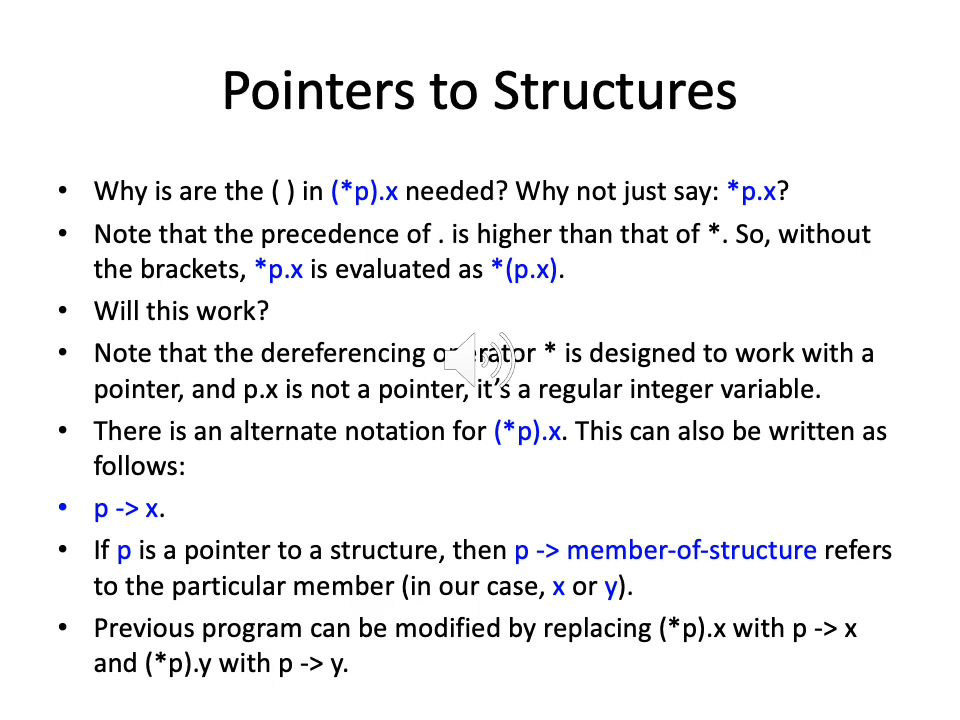 Pointers to Structures
• Why is are the ( ) in (*p).x needed? Why not just say: *p.x?
• Note that the precedence of . is higher than that of *. So, without
the brackets, *p.x is evaluated as *(p.x).
• Will this work?
• Note that the dereferencing operator * is designed to work with a
pointer, and p.x is not a pointer, it’s a regular integer variable.
• There is an alternate notation for (*p).x. This can also be written as
follows:
• p -> x.
• If p is a pointer to a structure, then p -> member-of-structure refers
to the particular member (in our case, x or y).
• Previous program can be modified by replacing (*p).x with p -> x
and (*p).y with p -> y.